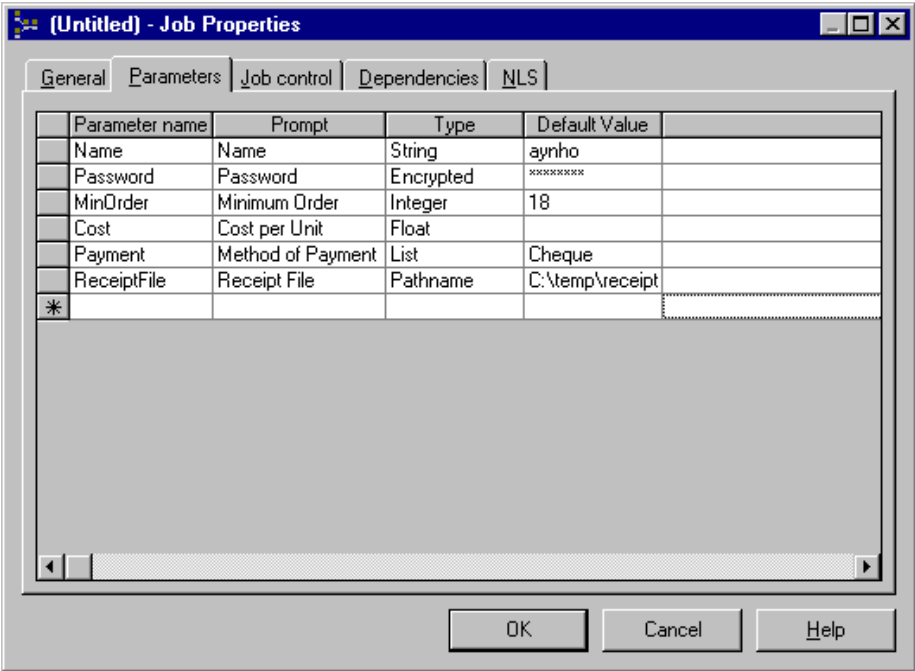 (Untitled) - Job Properties
General Parameters Job control Dependencies NLS
Parameter name Prompt Type Default Value
Name Name String aynho
Password Password Encrypted ********
MinOrder Minimum Order Integer 18
Cost Cost per Unit Float
Payment Method of Payment List Cheque
ReceiptFile Receipt File Pathname C:\temp\receipt
*
OK Cancel Help